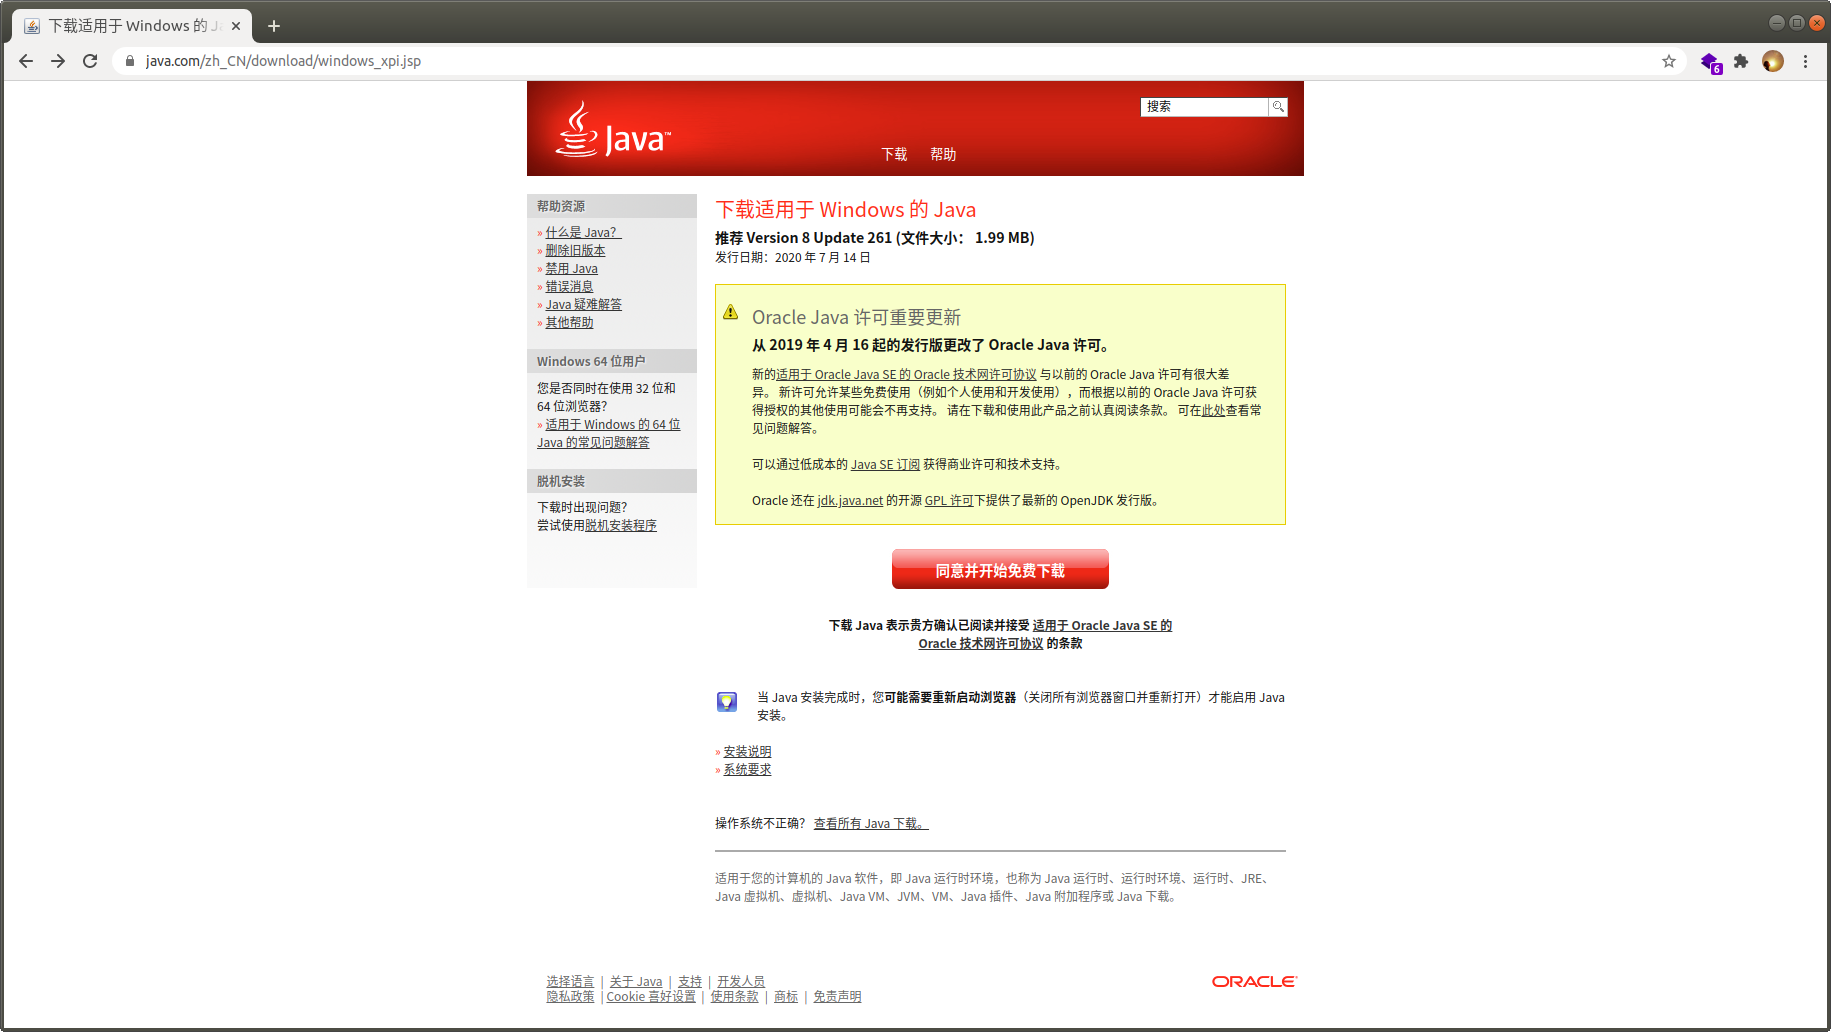 下载适用于 Windows 的 Ja
java.com/zh_CN/download/windows_xpi.jsp
6
Java™
搜索
下载 帮助
帮助资源
» 什么是 Java？
» 删除旧版本
» 禁用 Java
» 错误消息
» Java 疑难解答
» 其他帮助
Windows 64 位用户
您是否同时在使用 32 位和
64 位浏览器？
» 适用于 Windows 的 64 位
Java 的常见问题解答
脱机安装
下载时出现问题？
尝试使用脱机安装程序
下载适用于 Windows 的 Java
推荐 Version 8 Update 261 (文件大小： 1.99 MB)
发行日期：2020 年 7 月 14 日
Oracle Java 许可重要更新
从 2019 年 4 月 16 起的发行版更改了 Oracle Java 许可。
新的适用于 Oracle Java SE 的 Oracle 技术网许可协议 与以前的 Oracle Java 许可有很大差
异。 新许可允许某些免费使用（例如个人使用和开发使用），而根据以前的 Oracle Java 许可获
得授权的其他使用可能会不再支持。 请在下载和使用此产品之前认真阅读条款。 可在此处查看常
见问题解答。
可以通过低成本的 Java SE 订阅 获得商业许可和技术支持。
Oracle 还在 jdk.java.net 的开源 GPL 许可下提供了最新的 OpenJDK 发行版。
同意并开始免费下载
下载 Java 表示贵方确认已阅读并接受 适用于 Oracle Java SE 的
Oracle 技术网许可协议 的条款
当 Java 安装完成时，您可能需要重新启动浏览器（关闭所有浏览器窗口并重新打开）才能启用 Java
安装。
» 安装说明
» 系统要求
操作系统不正确？ 查看所有 Java 下载。
适用于您的计算机的 Java 软件，即 Java 运行时环境，也称为 Java 运行时、运行时环境、运行时、JRE、
Java 虚拟机、虚拟机、Java VM、JVM、VM、Java 插件、Java 附加程序或 Java 下载。
选择语言 | 关于 Java | 支持 | 开发人员
隐私政策 | Cookie 喜好设置 | 使用条款 | 商标 | 免责声明
ORACLE